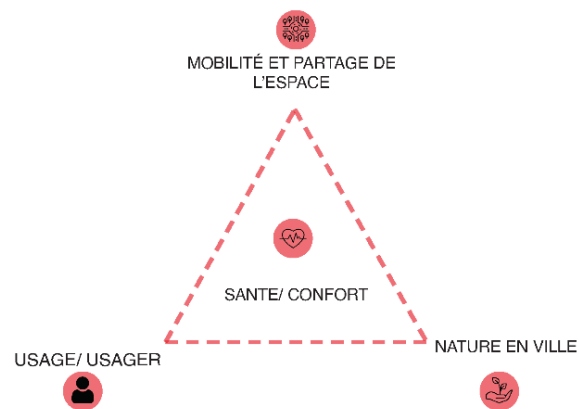 MOBILITÉ ET PARTAGE DE
L'ESPACE
SANTE/ CONFORT
USAGE/ USAGER
NATURE EN VILLE